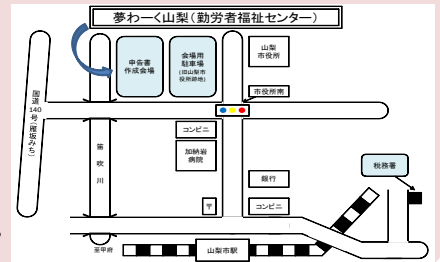 夢わーく山梨(勤労者福祉センター)
申告書
作成会場
会場用
駐車場
(旧山梨市
役所跡地)
山梨
市役所
市役所南
国道140号(雁坂みち)
笛吹川
コンビニ
加納岩
病院
税務署
銀行
〒
コンビニ
至甲府
山梨市駅